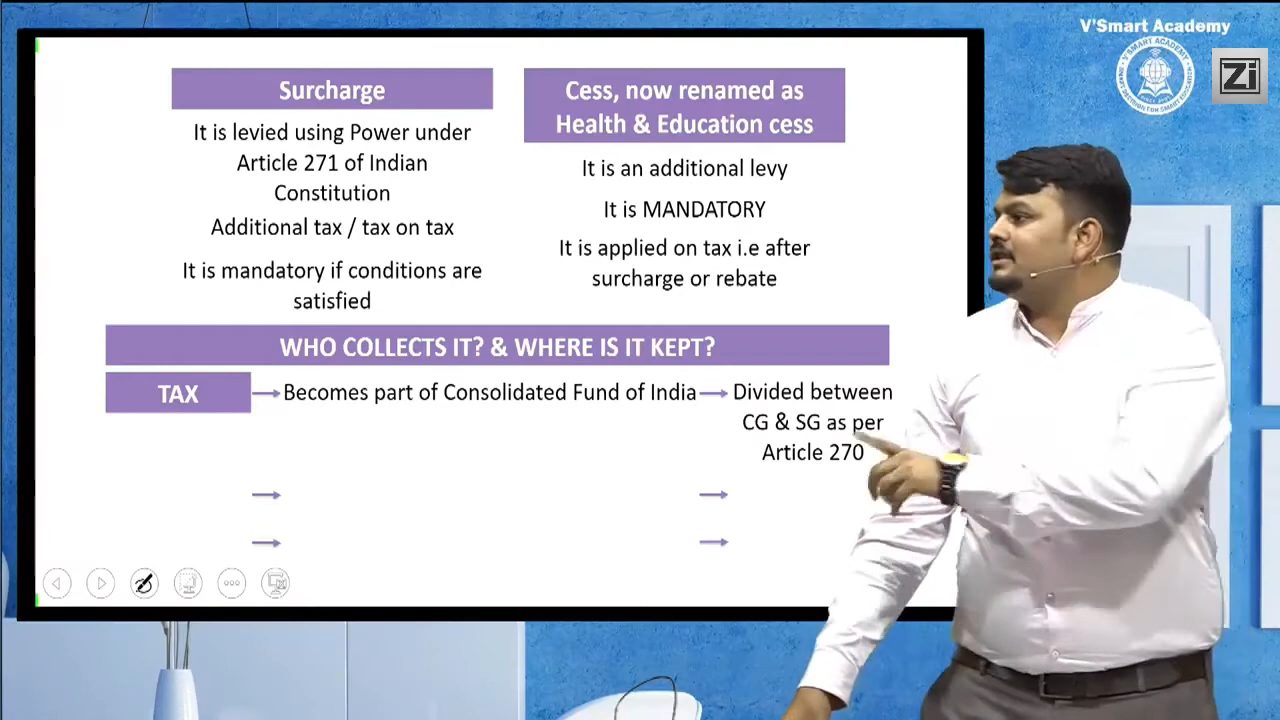 V'Smart Academy
Zi
Surcharge
It is levied using Power under
Article 271 of Indian
Constitution
Additional tax / tax on tax
It is mandatory if conditions are
satisfied
Cess, now renamed as
Health & Education cess
It is an additional levy
It is MANDATORY
It is applied on tax i.e after
surcharge or rebate
WHO COLLECTS IT? & WHERE IS IT KEPT?
TAX
Becomes part of Consolidated Fund of India
Divided between
CG & SG as per
Article 270